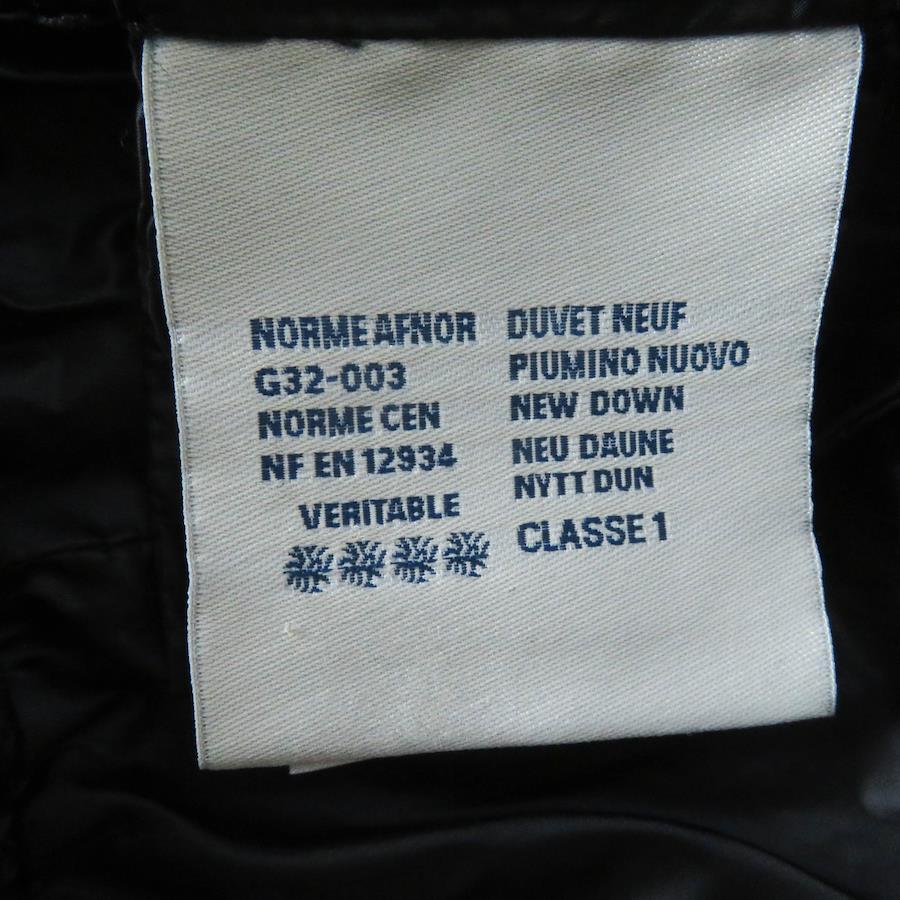 NORME AFNOR
G32-003
NORME CEN
NF EN 12934
VERITABLE
DUVET NEUF
PIUMINO NUOVO
NEW DOWN
NEU DAUNE
NYTT DUN
CLASSE 1